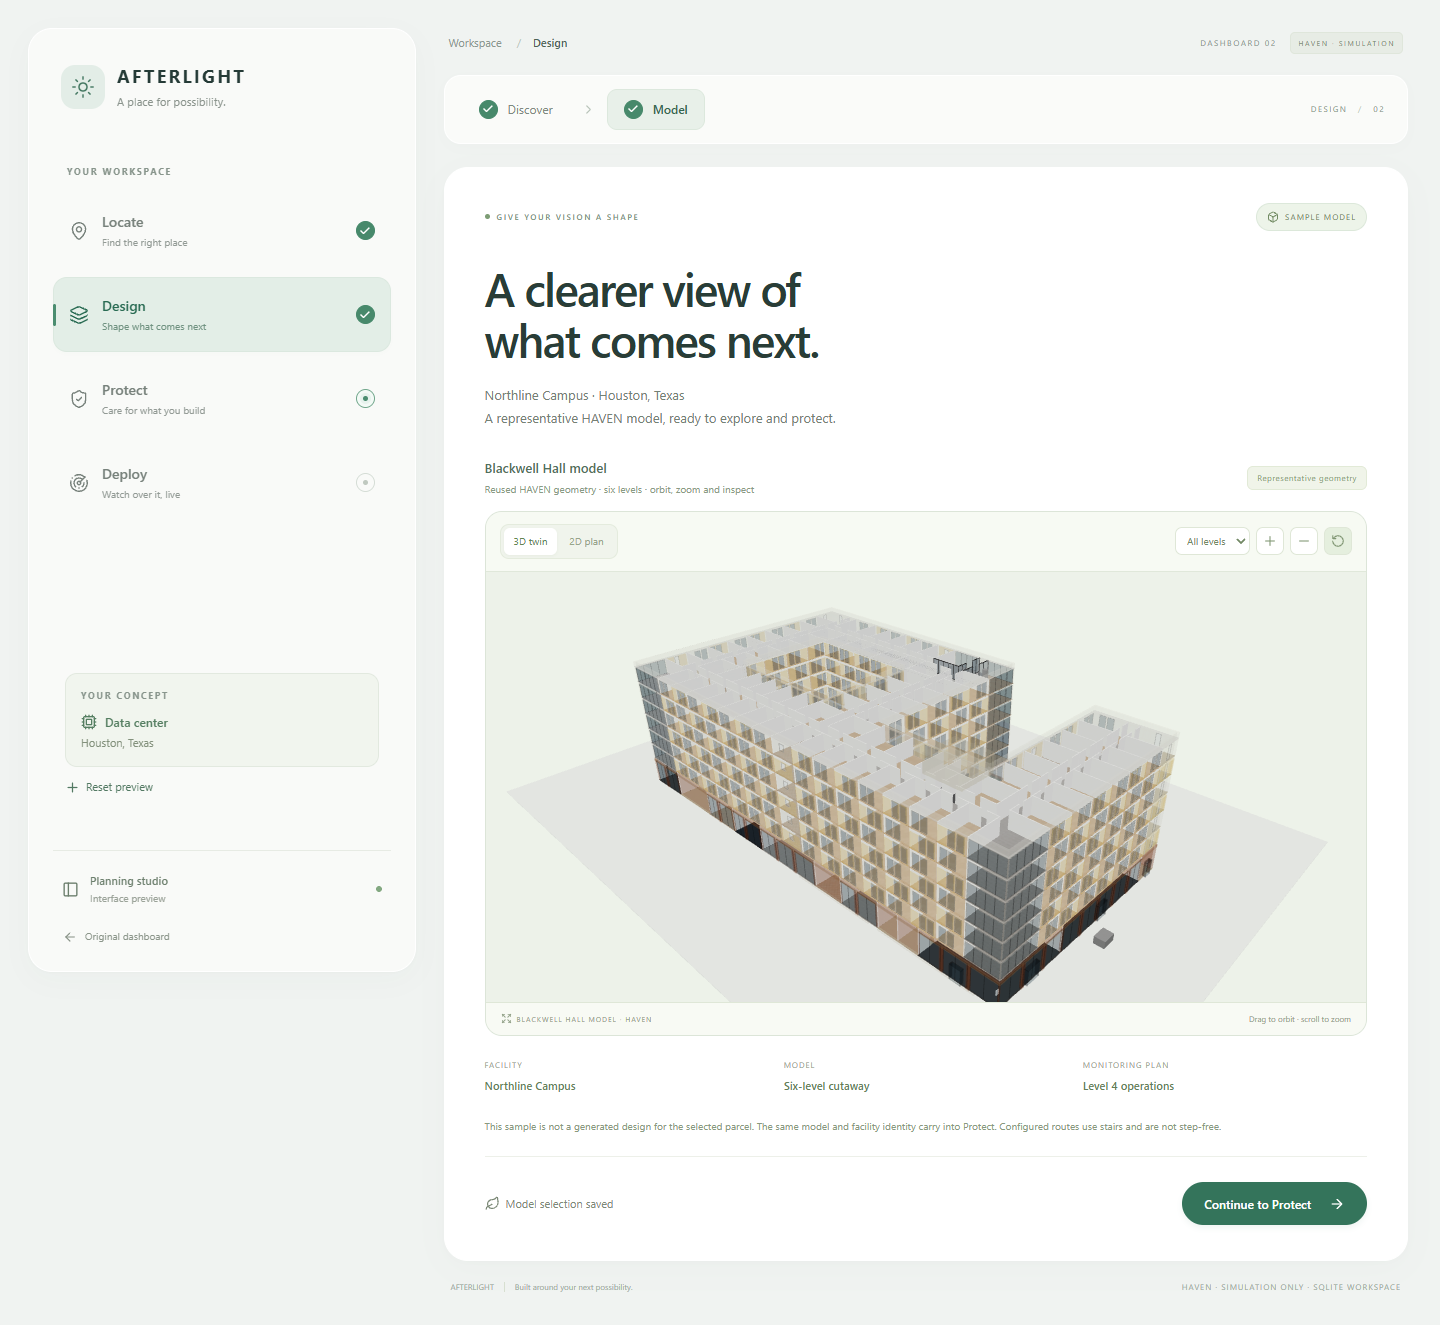 AFTERLIGHT
A place for possibility.
YOUR WORKSPACE
Locate
Find the right place
Design
Shape what comes next
Protect
Care for what you build
Deploy
Watch over it, live
YOUR CONCEPT
Data center
Houston, Texas
Reset preview
Planning studio
Interface preview
Original dashboard
Workspace / Design
DASHBOARD 02 HAVEN · SIMULATION
Discover Model
DESIGN / 02
GIVE YOUR VISION A SHAPE
SAMPLE MODEL
A clearer view of
what comes next.
Northline Campus · Houston, Texas
A representative HAVEN model, ready to explore and protect.
Blackwell Hall model
Reused HAVEN geometry · six levels · orbit, zoom and inspect
Representative geometry
3D twin 2D plan
All levels
BLACKWELL HALL MODEL · HAVEN
Drag to orbit · scroll to zoom
FACILITY
Northline Campus
MODEL
Six-level cutaway
MONITORING PLAN
Level 4 operations
This sample is not a generated design for the selected parcel. The same model and facility identity carry into Protect. Configured routes use stairs and are not step-free.
Model selection saved
Continue to Protect
AFTERLIGHT Built around your next possibility.
HAVEN · SIMULATION ONLY · SQLITE WORKSPACE